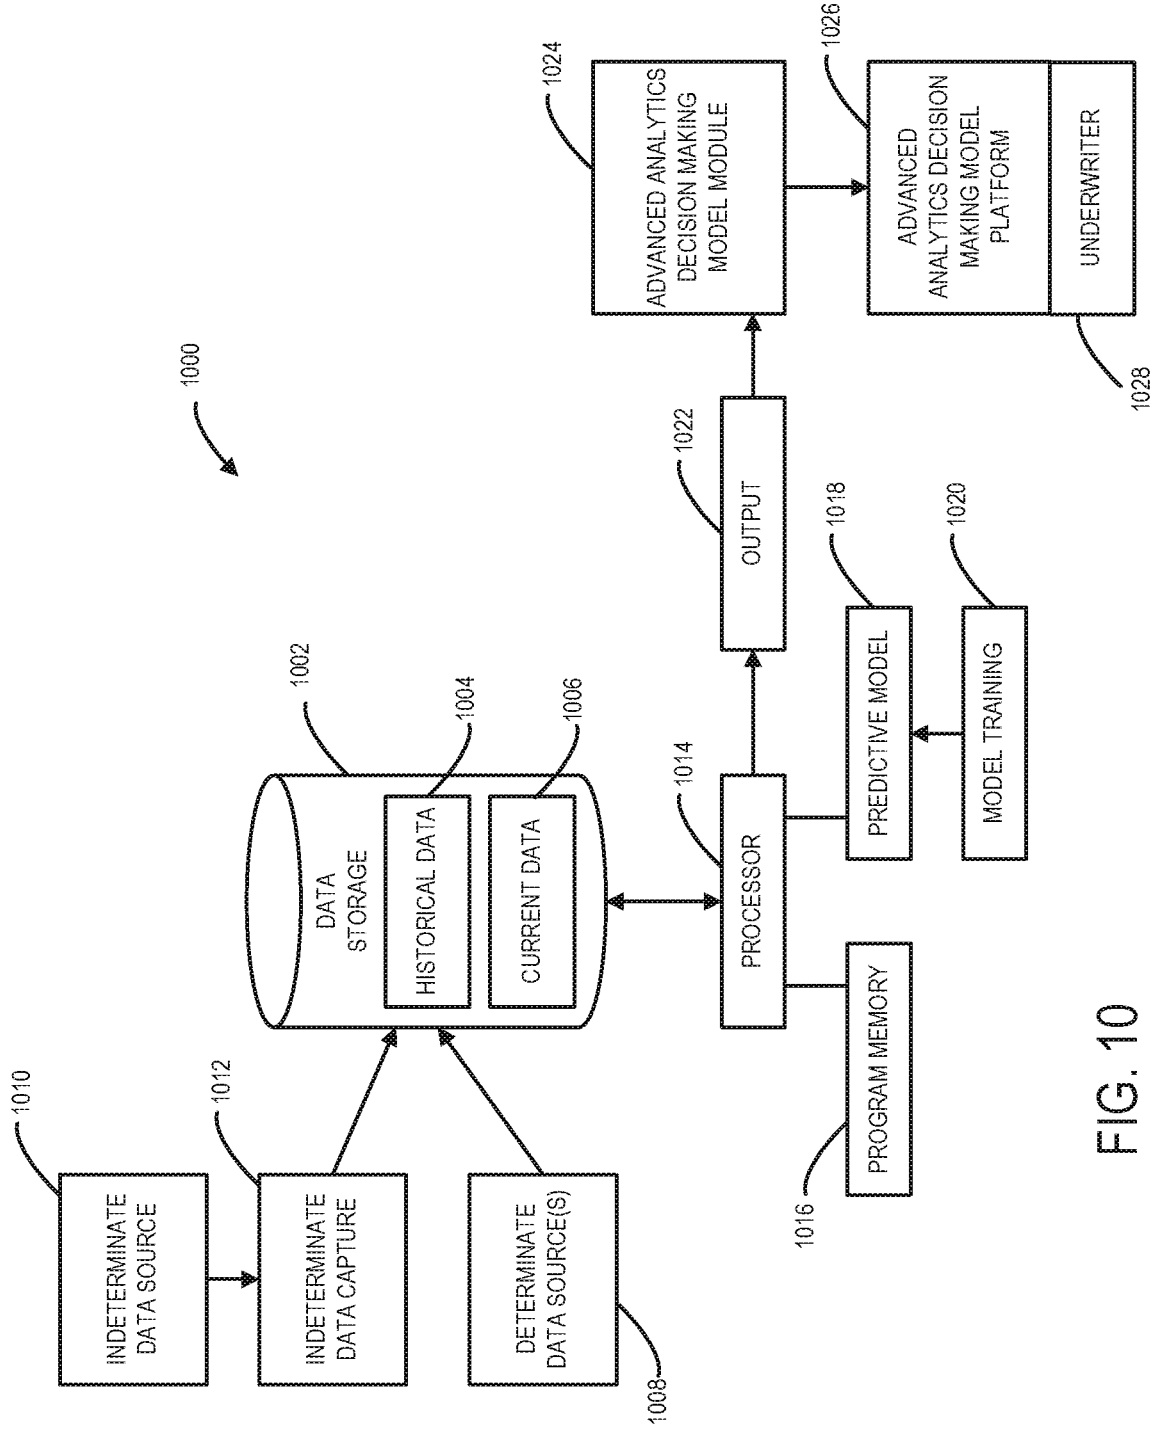 1000
1010
INDETERMINATE
DATA SOURCE
1012
INDETERMINATE
DATA CAPTURE
DETERMINATE
DATA SOURCE(S)
1008
1002
DATA
STORAGE
1004
HISTORICAL DATA
1006
CURRENT DATA
1014
PROCESSOR
1016
PROGRAM MEMORY
1018
PREDICTIVE MODEL
1020
MODEL TRAINING
1022
OUTPUT
1024
ADVANCED ANALYTICS
DECISION MAKING
MODEL MODULE
1026
ADVANCED
ANALYTICS DECISION
MAKING MODEL
PLATFORM
UNDERWRITER
1028
FIG. 10